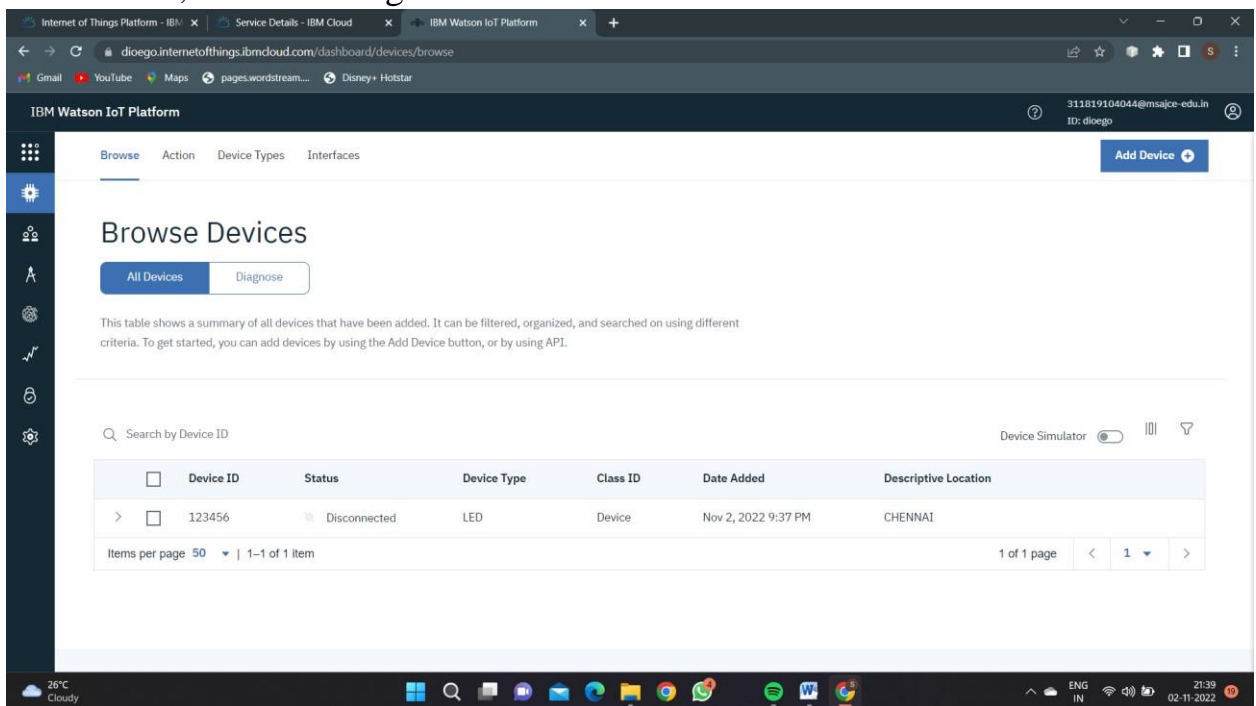 Internet of Things Platform - IBM
Service Details - IBM Cloud
IBM Watson IoT Platform
dioego.internetofthings.ibmcloud.com/dashboard/devices/browse
S
Gmail YouTube Maps pages.wordstream.... Disney+ Hotstar
IBM Watson IoT Platform
311819104044@msajce-edu.in
ID: dioego
Browse Action Device Types Interfaces
Add Device
Browse Devices
All Devices Diagnose
This table shows a summary of all devices that have been added. It can be filtered, organized, and searched on using different
criteria. To get started, you can add devices by using the Add Device button, or by using API.
Search by Device ID
Device Simulator
Device ID Status Device Type Class ID Date Added Descriptive Location
123456 Disconnected LED Device Nov 2, 2022 9:37 PM CHENNAI
Items per page 50 | 1–1 of 1 item
1 of 1 page 1
26°C
Cloudy
ENG
IN
21:39
02-11-2022
19